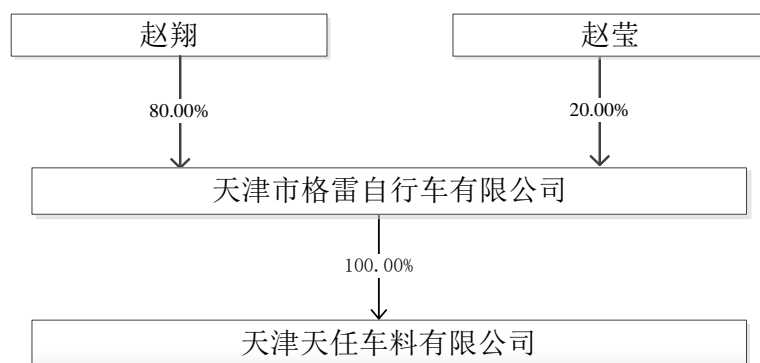 赵翔
赵莹
80.00%
20.00%
天津市格雷自行车有限公司
100.00%
天津天任车料有限公司